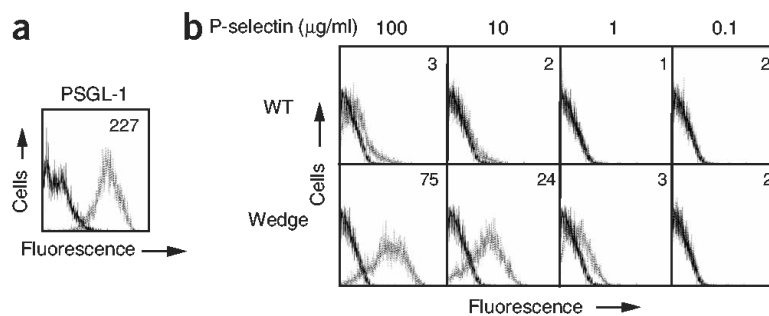 a
PSGL-1
227
Cells
Fluorescence
b
P-selectin (µg/ml) 100 10 1 0.1
WT
3 2 1 2
Wedge
75 24 3 2
Cells
Fluorescence